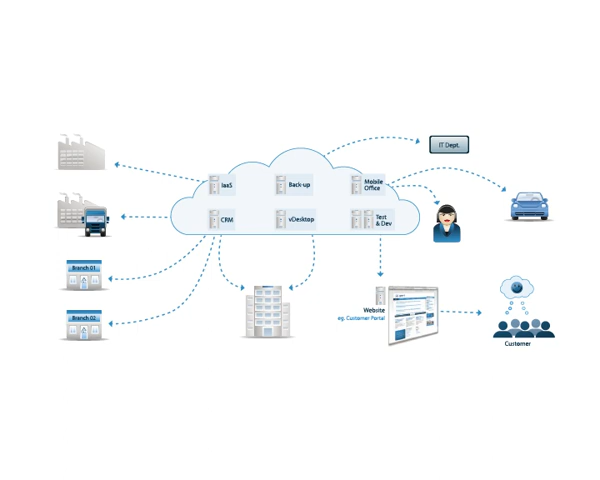 IT Dept.
IaaS
Back-up
Mobile
Office
CRM
vDesktop
Test
& Dev
Branch 01
Branch 02
Website
eg. Customer Portal
Customer